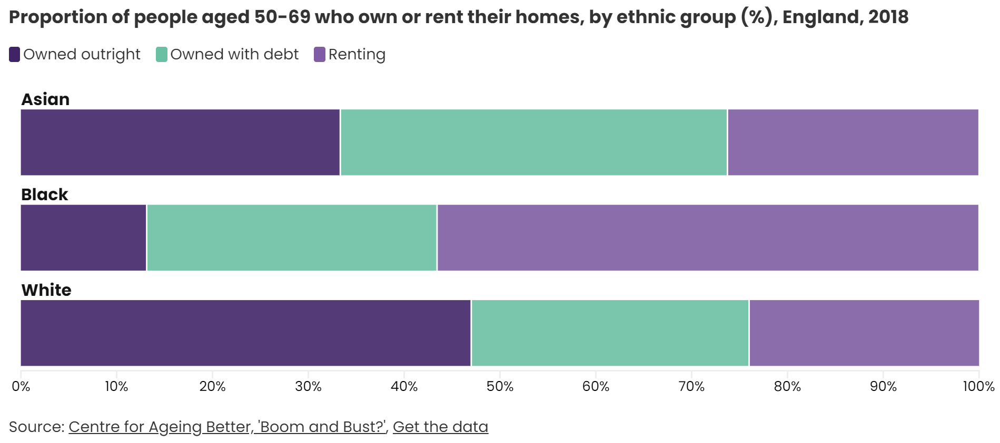 Proportion of people aged 50-69 who own or rent their homes, by ethnic group (%), England, 2018
Owned outright Owned with debt Renting
Asian
Black
White
0% 10% 20% 30% 40% 50% 60% 70% 80% 90% 100%
Source: Centre for Ageing Better, 'Boom and Bust?', Get the data